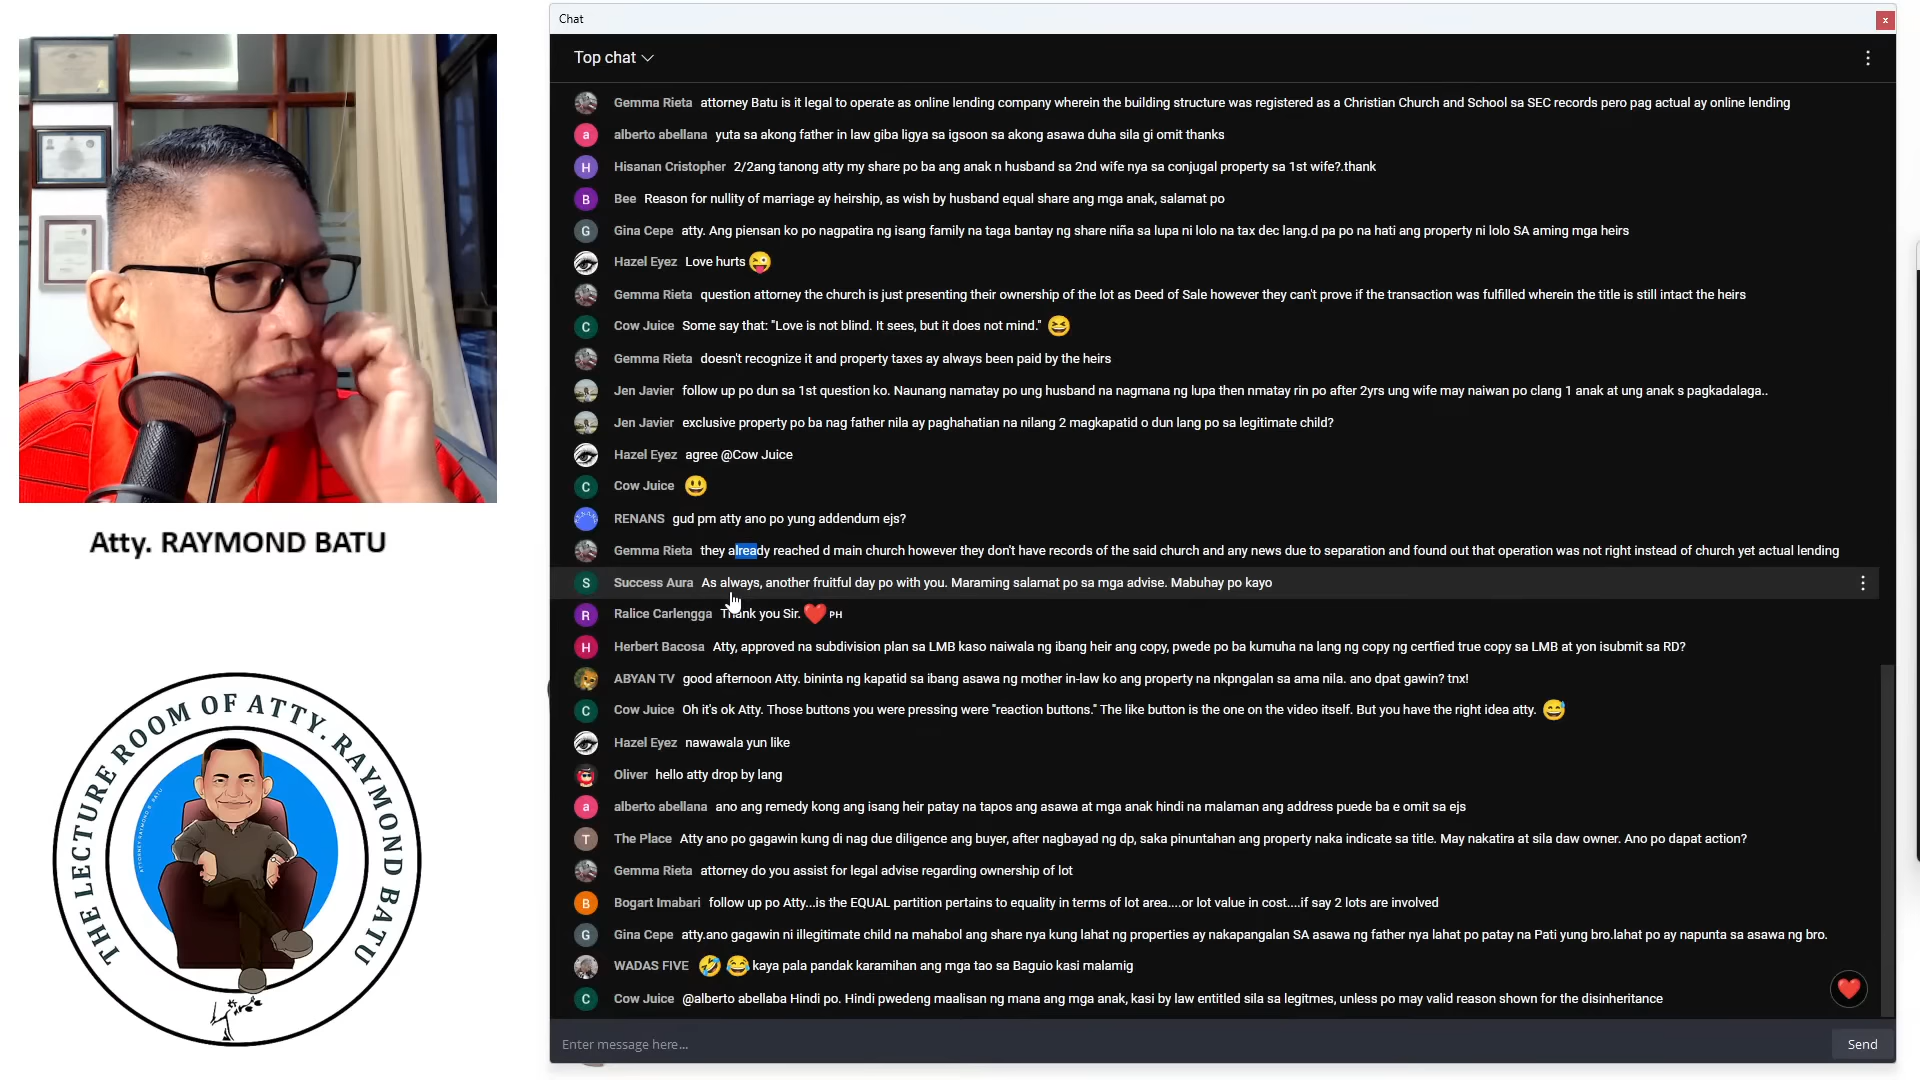 Chat
x
Top chat
Gemma Rieta attorney Batu is it legal to operate as online lending company wherein the building structure was registered as a Christian Church and School sa SEC records pero pag actual ay online lending
a alberto abellana yuta sa akong father in law giba ligya sa igsoon sa akong asawa duha sila gi omit thanks
H Hisanan Cristopher 2/2ang tanong atty my share po ba ang anak n husband sa 2nd wife nya sa conjugal property sa 1st wife?.thank
B Bee Reason for nullity of marriage ay heirship, as wish by husband equal share ang mga anak, salamat po
G Gina Cepe atty. Ang piensan ko po nagpatira ng isang family na taga bantay ng share niña sa lupa ni lolo na tax dec lang.d pa po na hati ang property ni lolo SA aming mga heirs
Hazel Eyez Love hurts 😜
Gemma Rieta question attorney the church is just presenting their ownership of the lot as Deed of Sale however they can't prove if the transaction was fulfilled wherein the title is still intact the heirs
C Cow Juice Some say that: "Love is not blind. It sees, but it does not mind." 😆
Gemma Rieta doesn't recognize it and property taxes ay always been paid by the heirs
Jen Javier follow up po dun sa 1st question ko. Naunang namatay po ung husband na nagmana ng lupa then nmatay rin po after 2yrs ung wife may naiwan po clang 1 anak at ung anak s pagkadalaga..
Jen Javier exclusive property po ba nag father nila ay paghahatian na nilang 2 magkapatid o dun lang po sa legitimate child?
Hazel Eyez agree @Cow Juice
C Cow Juice 😃
RENANS gud pm atty ano po yung addendum ejs?
Gemma Rieta they already reached d main church however they don't have records of the said church and any news due to separation and found out that operation was not right instead of church yet actual lending
S Success Aura As always, another fruitful day po with you. Maraming salamat po sa mga advise. Mabuhay po kayo
R Ralice Carlengga Thank you Sir. ❤️ PH
H Herbert Bacosa Atty, approved na subdivision plan sa LMB kaso naiwala ng ibang heir ang copy, pwede po ba kumuha na lang ng copy ng certfied true copy sa LMB at yon isubmit sa RD?
ABYAN TV good afternoon Atty. bininta ng kapatid sa ibang asawa ng mother in-law ko ang property na nkpngalan sa ama nila. ano dpat gawin? tnx!
C Cow Juice Oh it's ok Atty. Those buttons you were pressing were "reaction buttons." The like button is the one on the video itself. But you have the right idea atty. 😅
Hazel Eyez nawawala yun like
Oliver hello atty drop by lang
a alberto abellana ano ang remedy kong ang isang heir patay na tapos ang asawa at mga anak hindi na malaman ang address puede ba e omit sa ejs
T The Place Atty ano po gagawin kung di nag due diligence ang buyer, after nagbayad ng dp, saka pinuntahan ang property naka indicate sa title. May nakatira at sila daw owner. Ano po dapat action?
Gemma Rieta attorney do you assist for legal advise regarding ownership of lot
B Bogart Imabari follow up po Atty...is the EQUAL partition pertains to equality in terms of lot area....or lot value in cost....if say 2 lots are involved
G Gina Cepe atty.ano gagawin ni illegitimate child na mahabol ang share nya kung lahat ng properties ay nakapangalan SA asawa ng father nya lahat po patay na Pati yung bro.lahat po ay napunta sa asawa ng bro.
WADAS FIVE 🤣 😂 kaya pala pandak karamihan ang mga tao sa Baguio kasi malamig
C Cow Juice @alberto abellaba Hindi po. Hindi pwedeng maalisan ng mana ang mga anak, kasi by law entitled sila sa legitmes, unless po may valid reason shown for the disinheritance
Enter message here...
Send
Atty. RAYMOND BATU
THE LECTURE ROOM OF ATTY. RAYMOND BATU